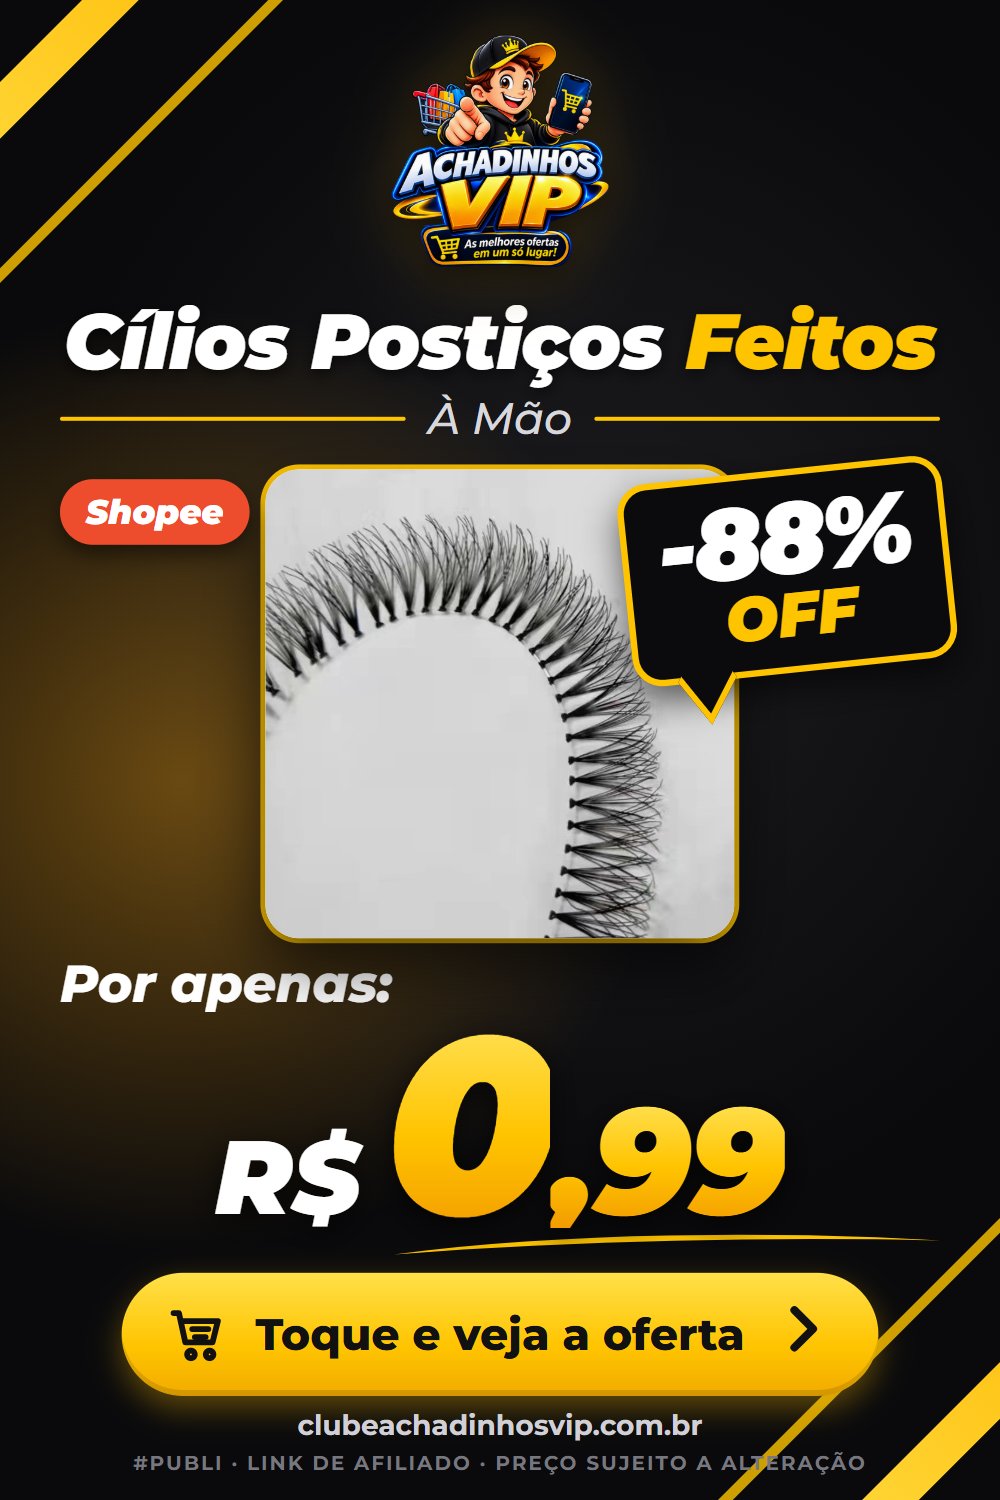 ACHADINHOS
VIP
As melhores ofertas
em um só lugar!
Cílios Postiços Feitos
À Mão
Shopee
-88%
OFF
Por apenas:
R$ 0,99
Toque e veja a oferta
clubeachadinhosvip.com.br
#PUBLI · LINK DE AFILIADO · PREÇO SUJEITO A ALTERAÇÃO